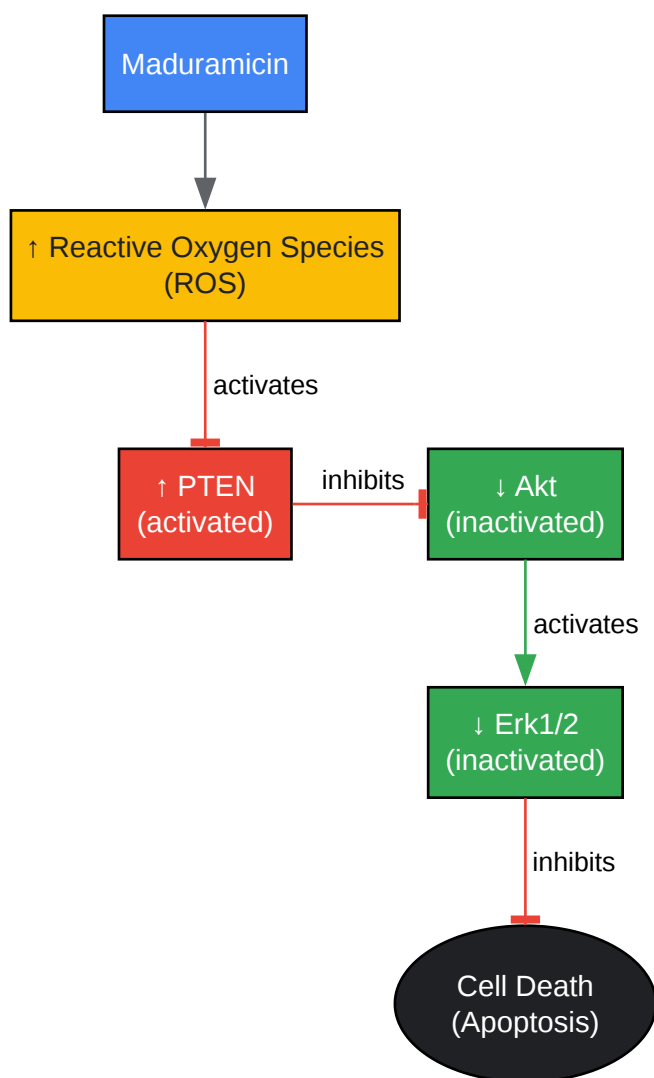 Maduramicin
↑ Reactive Oxygen Species
(ROS)
activates
↑ PTEN
(activated)
inhibits
↓ Akt
(inactivated)
activates
↓ Erk1/2
(inactivated)
inhibits
Cell Death
(Apoptosis)